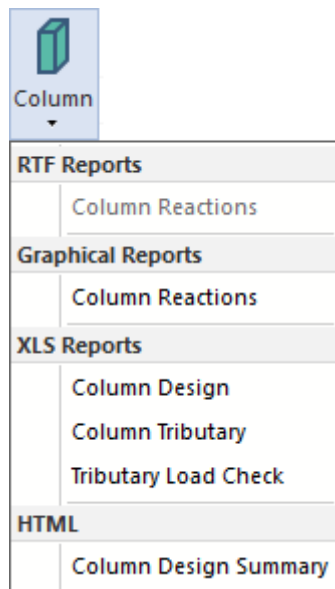 Column
RTF Reports
Column Reactions
Graphical Reports
Column Reactions
XLS Reports
Column Design
Column Tributary
Tributary Load Check
HTML
Column Design Summary